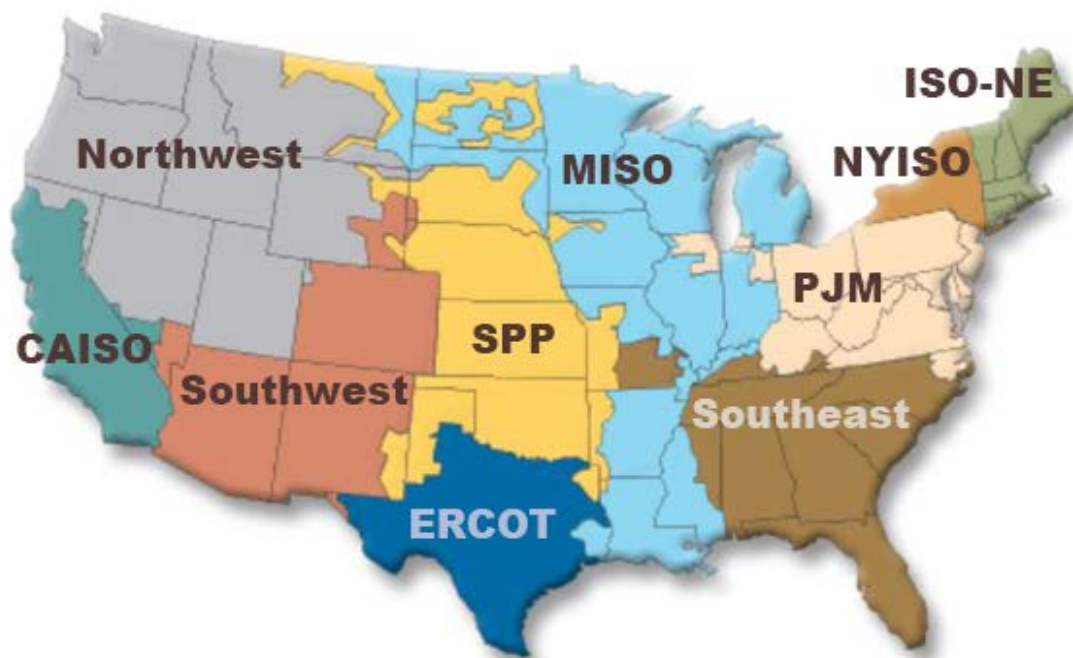 ISO-NE
Northwest
MISO
NYISO
PJM
CAISO
SPP
Southwest
Southeast
ERCOT